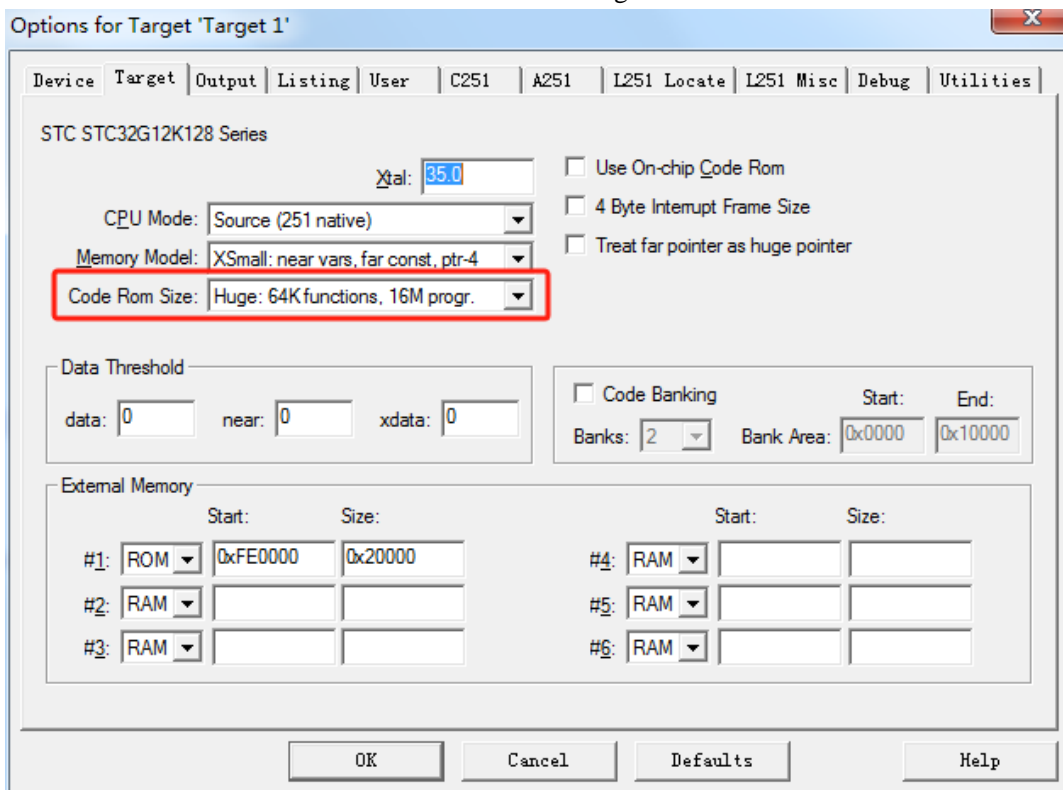 Options for Target 'Target 1'
Device Target Output Listing User C251 A251 L251 Locate L251 Misc Debug Utilities
STC STC32G12K128 Series
Xtal: 35.0
Use On-chip Code Rom
CPU Mode: Source (251 native)
4 Byte Interrupt Frame Size
Memory Model: XSmall: near vars, far const, ptr-4
Treat far pointer as huge pointer
Code Rom Size: Huge: 64K functions, 16M progr.
Data Threshold
data: 0 near: 0 xdata: 0
Code Banking Start: End:
Banks: 2 Bank Area: 0x0000 0x10000
External Memory
Start: Size: Start: Size:
#1: ROM 0xFE0000 0x20000 #4: RAM
#2: RAM #5: RAM
#3: RAM #6: RAM
OK Cancel Defaults Help